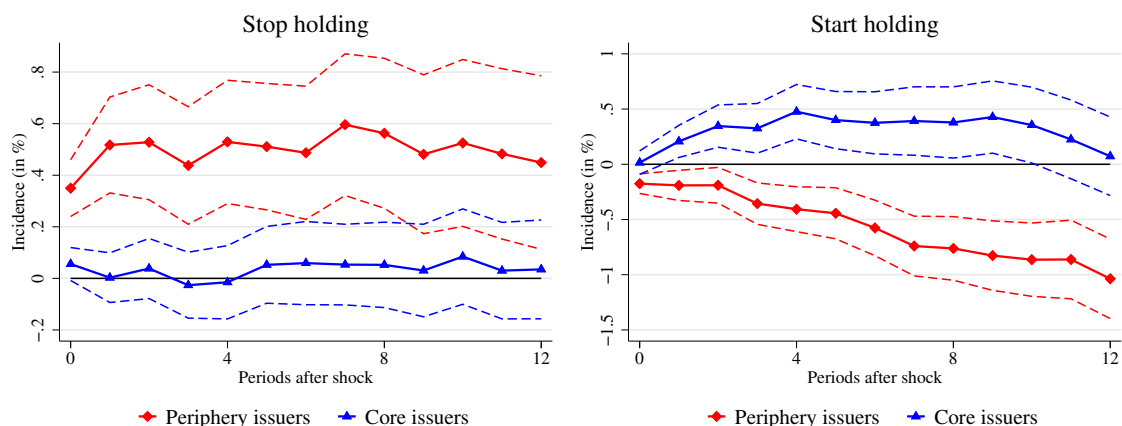 Stop holding
Incidence (in %)
.8
.6
.4
.2
0
-.2
0 4 8 12
Periods after shock
Periphery issuers Core issuers
Start holding
Incidence (in %)
1
.5
0
-.5
-1
-1.5
0 4 8 12
Periods after shock
Periphery issuers Core issuers